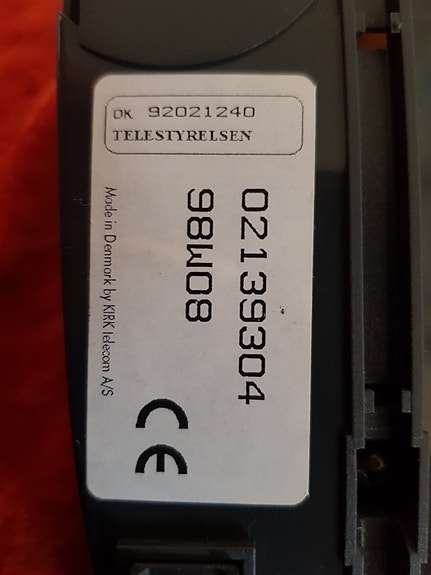 DK 92021240
TELESTYRELSEN
02139304
98W08
Made in Denmark by KIRK telecom A/S
CE